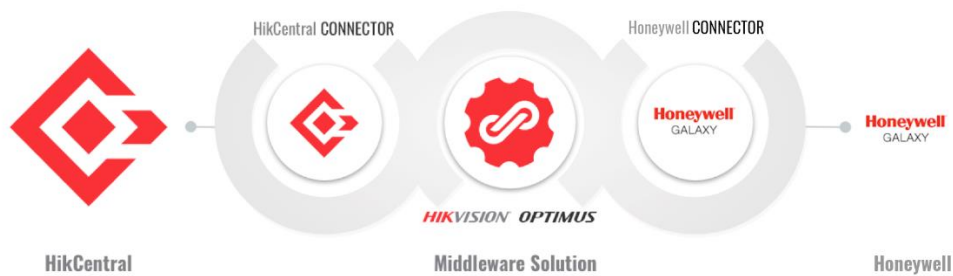 HikCentral CONNECTOR
Honeywell CONNECTOR
Honeywell
GALAXY
Honeywell
GALAXY
HIKVISION OPTIMUS
HikCentral
Middleware Solution
Honeywell